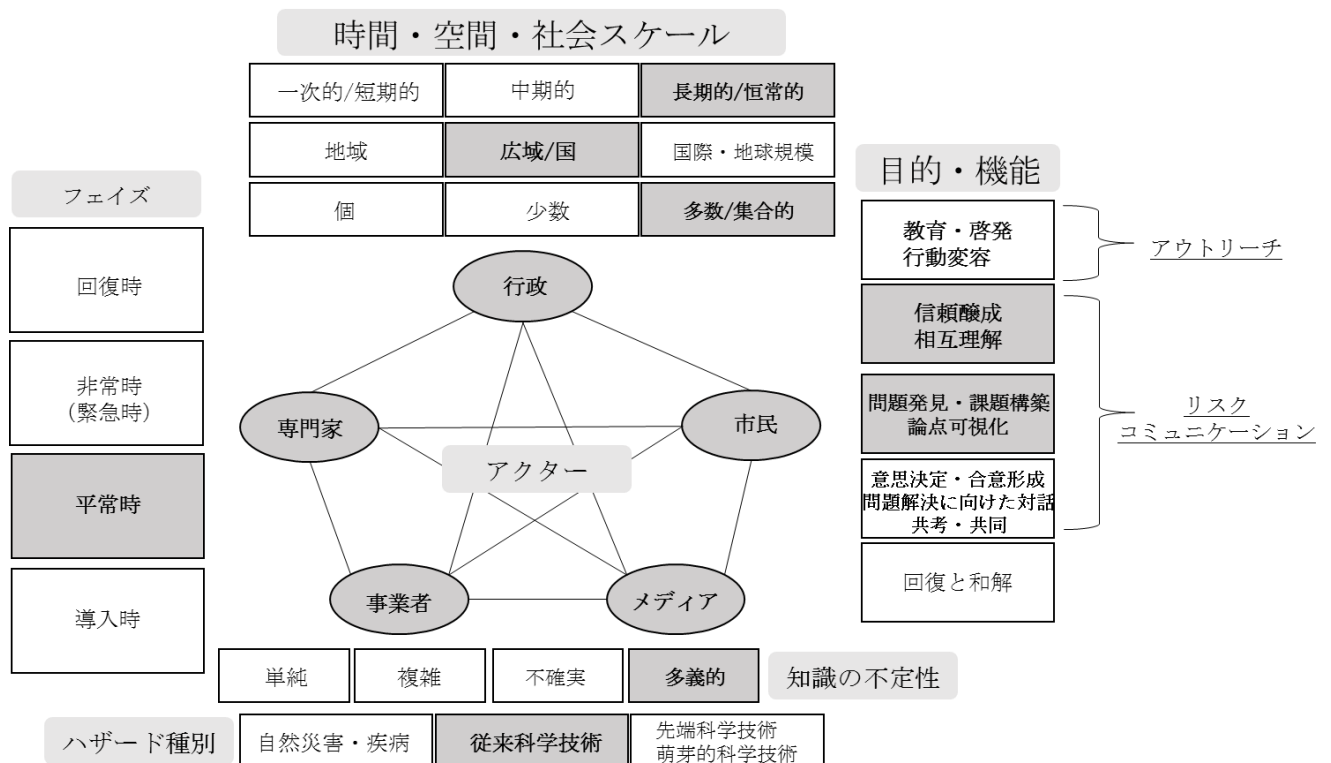 時間・空間・社会スケール
一次的/短期的
中期的
長期的/恒常的
地域
広域/国
国際・地球規模
個
少数
多数/集合的
フェイズ
回復時
非常時
(緊急時)
平常時
導入時
行政
専門家
市民
アクター
事業者
メディア
目的・機能
教育・啓発
行動変容
アウトリーチ
信頼醸成
相互理解
問題発見・課題構築
論点可視化
意思決定・合意形成
問題解決に向けた対話
共考・共同
リスク
コミュニケーション
回復と和解
単純
複雑
不確実
多義的
知識の不定性
ハザード種別
自然災害・疾病
従来科学技術
先端科学技術
萌芽的科学技術